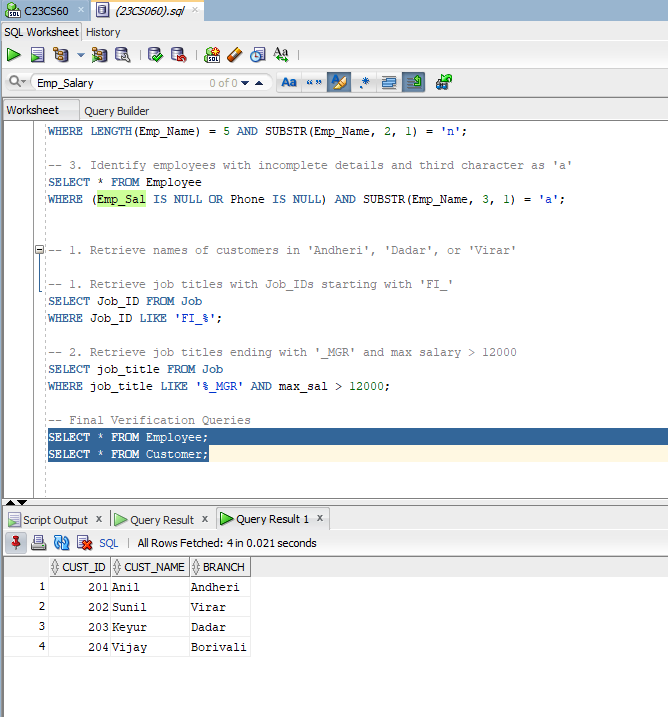 C23CS60 (23CS060).sql
SQL Worksheet History
Emp_Salary 0 of 0 Aa “ ” .*
Worksheet Query Builder
WHERE LENGTH(Emp_Name) = 5 AND SUBSTR(Emp_Name, 2, 1) = 'n';
-- 3. Identify employees with incomplete details and third character as 'a'
SELECT * FROM Employee
WHERE (Emp_Sal IS NULL OR Phone IS NULL) AND SUBSTR(Emp_Name, 3, 1) = 'a';
-- 1. Retrieve names of customers in 'Andheri', 'Dadar', or 'Virar'
-- 1. Retrieve job titles with Job_IDs starting with 'FI_'
SELECT Job_ID FROM Job
WHERE Job_ID LIKE 'FI_%';
-- 2. Retrieve job titles ending with '_MGR' and max salary > 12000
SELECT job_title FROM Job
WHERE job_title LIKE '%_MGR' AND max_sal > 12000;
-- Final Verification Queries
SELECT * FROM Employee;
SELECT * FROM Customer;
Script Output x Query Result x Query Result 1 x
SQL | All Rows Fetched: 4 in 0.021 seconds
CUST_ID CUST_NAME BRANCH
1 201 Anil Andheri
2 202 Sunil Virar
3 203 Keyur Dadar
4 204 Vijay Borivali